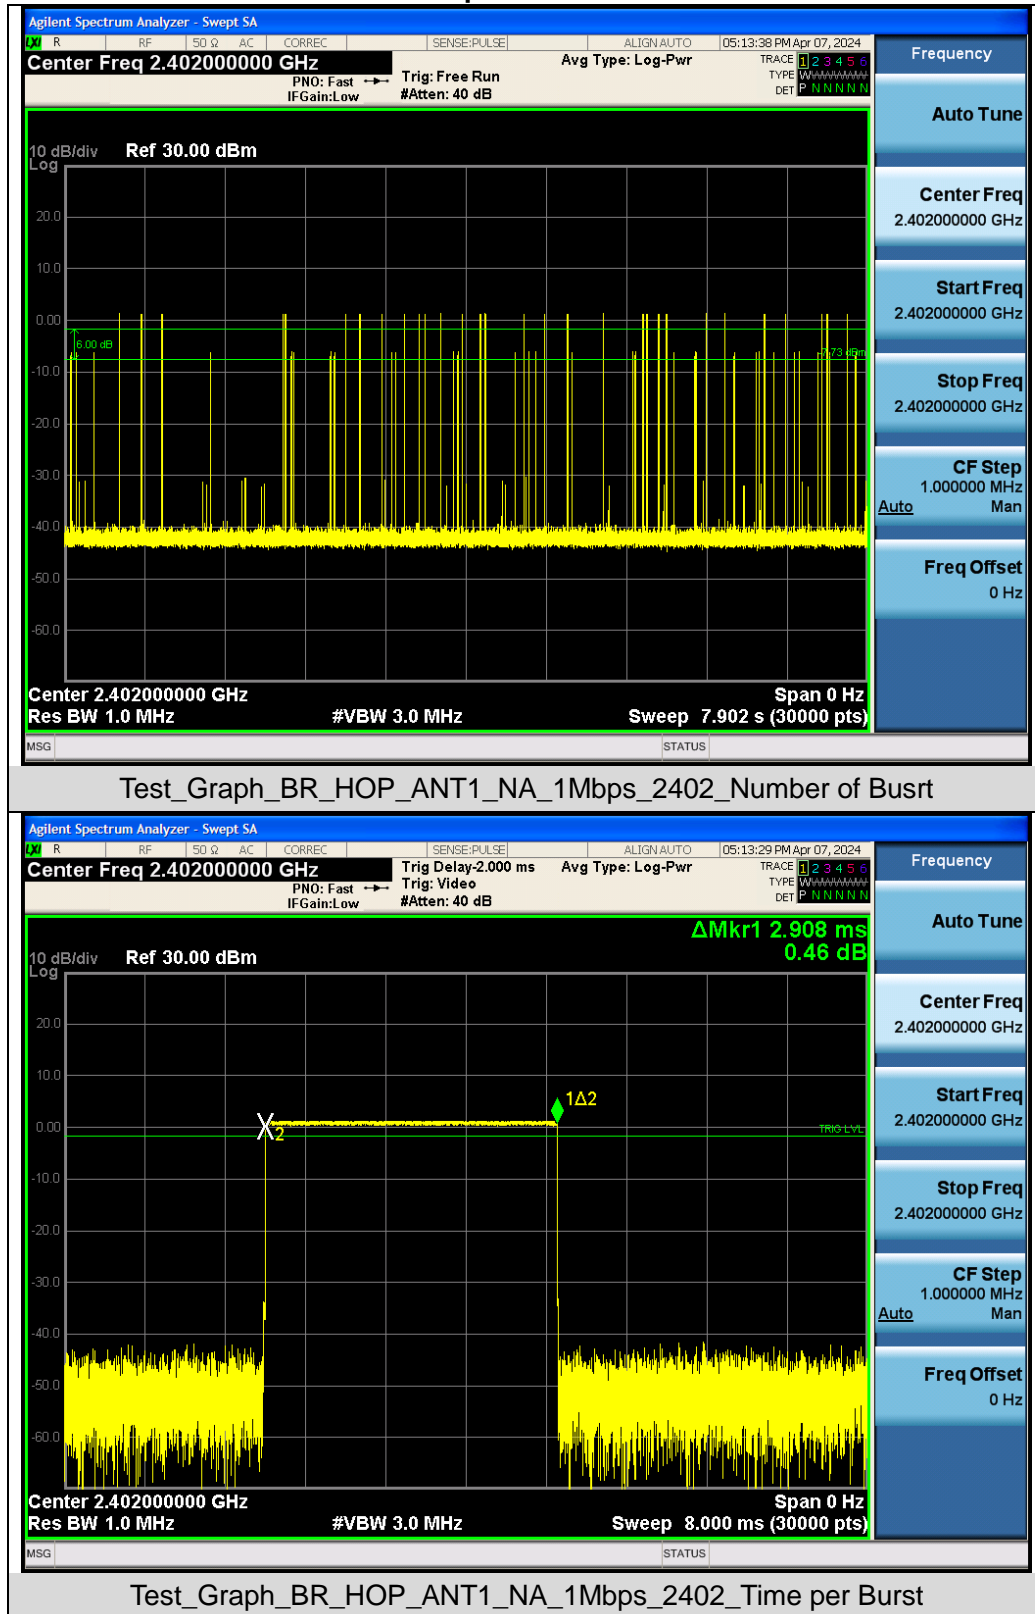 Agilent Spectrum Analyzer - Swept SA
LXI R RF 50 Ω AC CORREC SENSE:PULSE ALIGN AUTO 05:13:38 PM Apr 07, 2024
Center Freq 2.402000000 GHz Avg Type: Log-Pwr TRACE 1 2 3 4 5 6
PNO: Fast Trig: Free Run TYPE WWWWWW
IFGain:Low #Atten: 40 dB DET P N N N N N
10 dB/div Ref 30.00 dBm
Log
20.0
10.0
0.00
6.00 dB
-7.73 dBm
-10.0
-20.0
-30.0
-40.0
-50.0
-60.0
Center 2.402000000 GHz Span 0 Hz
Res BW 1.0 MHz #VBW 3.0 MHz Sweep 7.902 s (30000 pts)
MSG STATUS
Frequency
Auto Tune
Center Freq
2.402000000 GHz
Start Freq
2.402000000 GHz
Stop Freq
2.402000000 GHz
CF Step
1.000000 MHz
Auto Man
Freq Offset
0 Hz
Test_Graph_BR_HOP_ANT1_NA_1Mbps_2402_Number of Busrt
Agilent Spectrum Analyzer - Swept SA
LXI R RF 50 Ω AC CORREC SENSE:PULSE ALIGN AUTO 05:13:29 PM Apr 07, 2024
Center Freq 2.402000000 GHz Trig Delay-2.000 ms Avg Type: Log-Pwr TRACE 1 2 3 4 5 6
PNO: Fast Trig: Video TYPE WWWWWW
IFGain:Low #Atten: 40 dB DET P N N N N N
ΔMkr1 2.908 ms
0.46 dB
10 dB/div Ref 30.00 dBm
Log
20.0
10.0
1Δ2
0.00
2
TRIG LVL
-10.0
-20.0
-30.0
-40.0
-50.0
-60.0
Center 2.402000000 GHz Span 0 Hz
Res BW 1.0 MHz #VBW 3.0 MHz Sweep 8.000 ms (30000 pts)
MSG STATUS
Frequency
Auto Tune
Center Freq
2.402000000 GHz
Start Freq
2.402000000 GHz
Stop Freq
2.402000000 GHz
CF Step
1.000000 MHz
Auto Man
Freq Offset
0 Hz
Test_Graph_BR_HOP_ANT1_NA_1Mbps_2402_Time per Burst